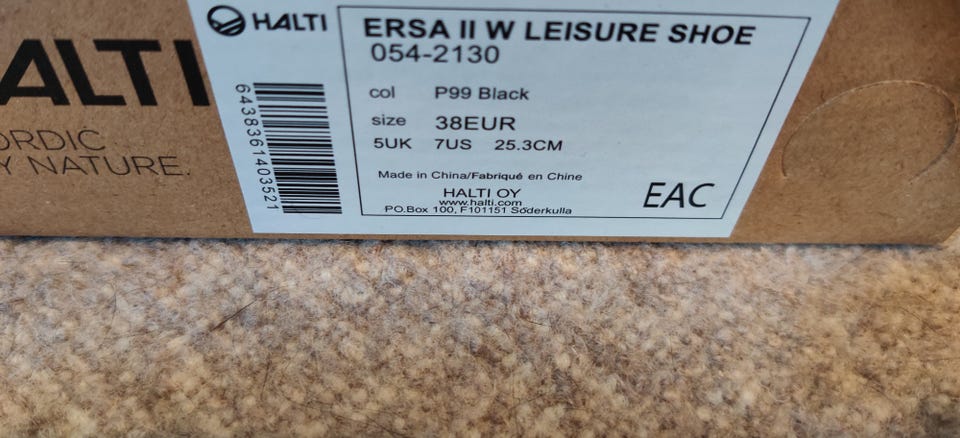 HALTI
ERSA II W LEISURE SHOE
054-2130
col P99 Black
size 38EUR
5UK 7US 25.3CM
Made in China/Fabriqué en Chine
HALTI OY
www.halti.com
PO.Box 100, F101151 Söderkulla
EAC
6438361403521
ALTI
ORDIC
Y NATURE.